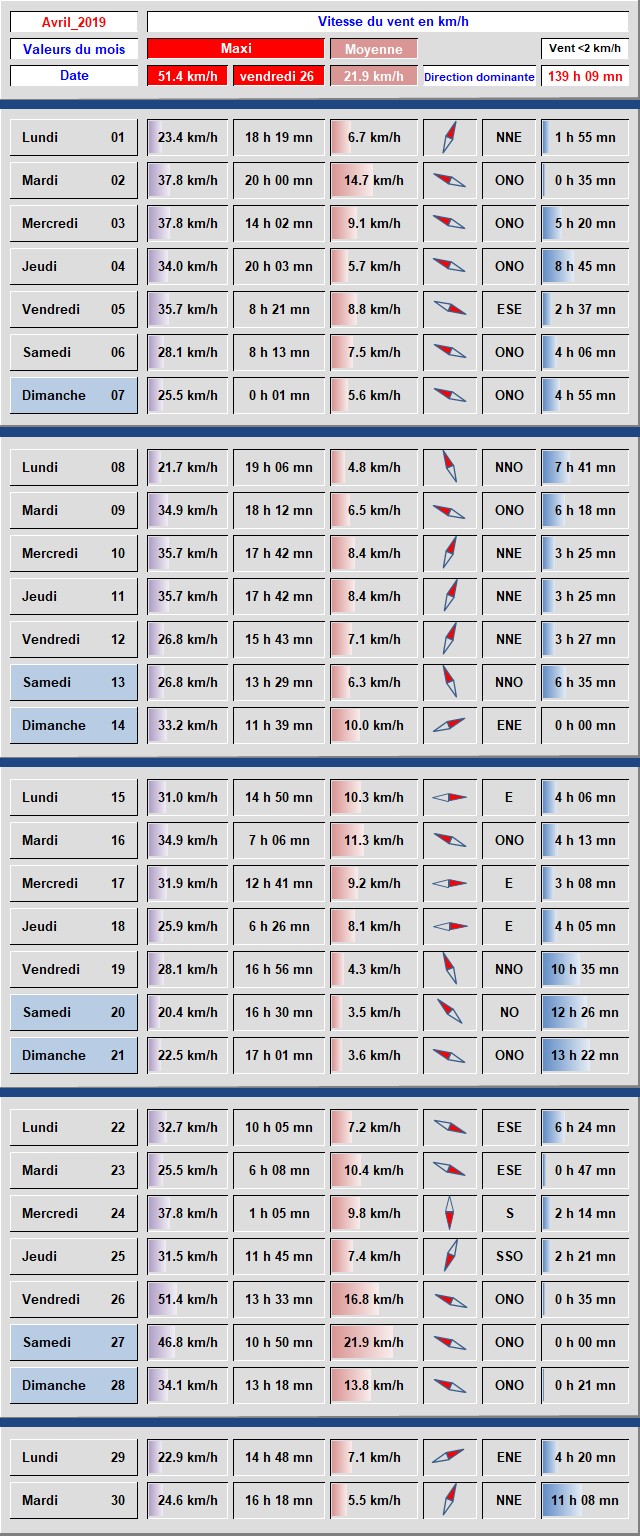 Avril_2019 Vitesse du vent en km/h
Valeurs du mois Maxi Moyenne Vent <2 km/h
Date 51.4 km/h vendredi 26 21.9 km/h Direction dominante 139 h 09 mn
Lundi 01 23.4 km/h 18 h 19 mn 6.7 km/h NNE 1 h 55 mn
Mardi 02 37.8 km/h 20 h 00 mn 14.7 km/h ONO 0 h 35 mn
Mercredi 03 37.8 km/h 14 h 02 mn 9.1 km/h ONO 5 h 20 mn
Jeudi 04 34.0 km/h 20 h 03 mn 5.7 km/h ONO 8 h 45 mn
Vendredi 05 35.7 km/h 8 h 21 mn 8.8 km/h ESE 2 h 37 mn
Samedi 06 28.1 km/h 8 h 13 mn 7.5 km/h ONO 4 h 06 mn
Dimanche 07 25.5 km/h 0 h 01 mn 5.6 km/h ONO 4 h 55 mn
Lundi 08 21.7 km/h 19 h 06 mn 4.8 km/h NNO 7 h 41 mn
Mardi 09 34.9 km/h 18 h 12 mn 6.5 km/h ONO 6 h 18 mn
Mercredi 10 35.7 km/h 17 h 42 mn 8.4 km/h NNE 3 h 25 mn
Jeudi 11 35.7 km/h 17 h 42 mn 8.4 km/h NNE 3 h 25 mn
Vendredi 12 26.8 km/h 15 h 43 mn 7.1 km/h NNE 3 h 27 mn
Samedi 13 26.8 km/h 13 h 29 mn 6.3 km/h NNO 6 h 35 mn
Dimanche 14 33.2 km/h 11 h 39 mn 10.0 km/h ENE 0 h 00 mn
Lundi 15 31.0 km/h 14 h 50 mn 10.3 km/h E 4 h 06 mn
Mardi 16 34.9 km/h 7 h 06 mn 11.3 km/h ONO 4 h 13 mn
Mercredi 17 31.9 km/h 12 h 41 mn 9.2 km/h E 3 h 08 mn
Jeudi 18 25.9 km/h 6 h 26 mn 8.1 km/h E 4 h 05 mn
Vendredi 19 28.1 km/h 16 h 56 mn 4.3 km/h NNO 10 h 35 mn
Samedi 20 20.4 km/h 16 h 30 mn 3.5 km/h NO 12 h 26 mn
Dimanche 21 22.5 km/h 17 h 01 mn 3.6 km/h ONO 13 h 22 mn
Lundi 22 32.7 km/h 10 h 05 mn 7.2 km/h ESE 6 h 24 mn
Mardi 23 25.5 km/h 6 h 08 mn 10.4 km/h ESE 0 h 47 mn
Mercredi 24 37.8 km/h 1 h 05 mn 9.8 km/h S 2 h 14 mn
Jeudi 25 31.5 km/h 11 h 45 mn 7.4 km/h SSO 2 h 21 mn
Vendredi 26 51.4 km/h 13 h 33 mn 16.8 km/h ONO 0 h 35 mn
Samedi 27 46.8 km/h 10 h 50 mn 21.9 km/h ONO 0 h 00 mn
Dimanche 28 34.1 km/h 13 h 18 mn 13.8 km/h ONO 0 h 21 mn
Lundi 29 22.9 km/h 14 h 48 mn 7.1 km/h ENE 4 h 20 mn
Mardi 30 24.6 km/h 16 h 18 mn 5.5 km/h NNE 11 h 08 mn